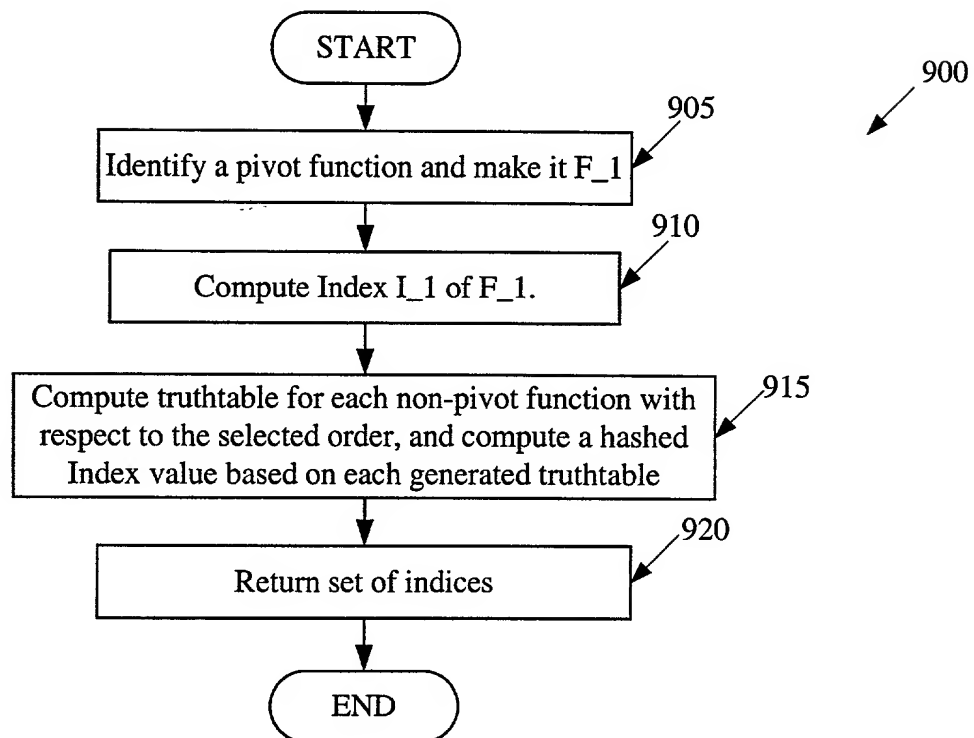 START
900
905
Identify a pivot function and make it F_1
910
Compute Index I_1 of F_1.
915
Compute truthtable for each non-pivot function with
respect to the selected order, and compute a hashed
Index value based on each generated truthtable
920
Return set of indices
END